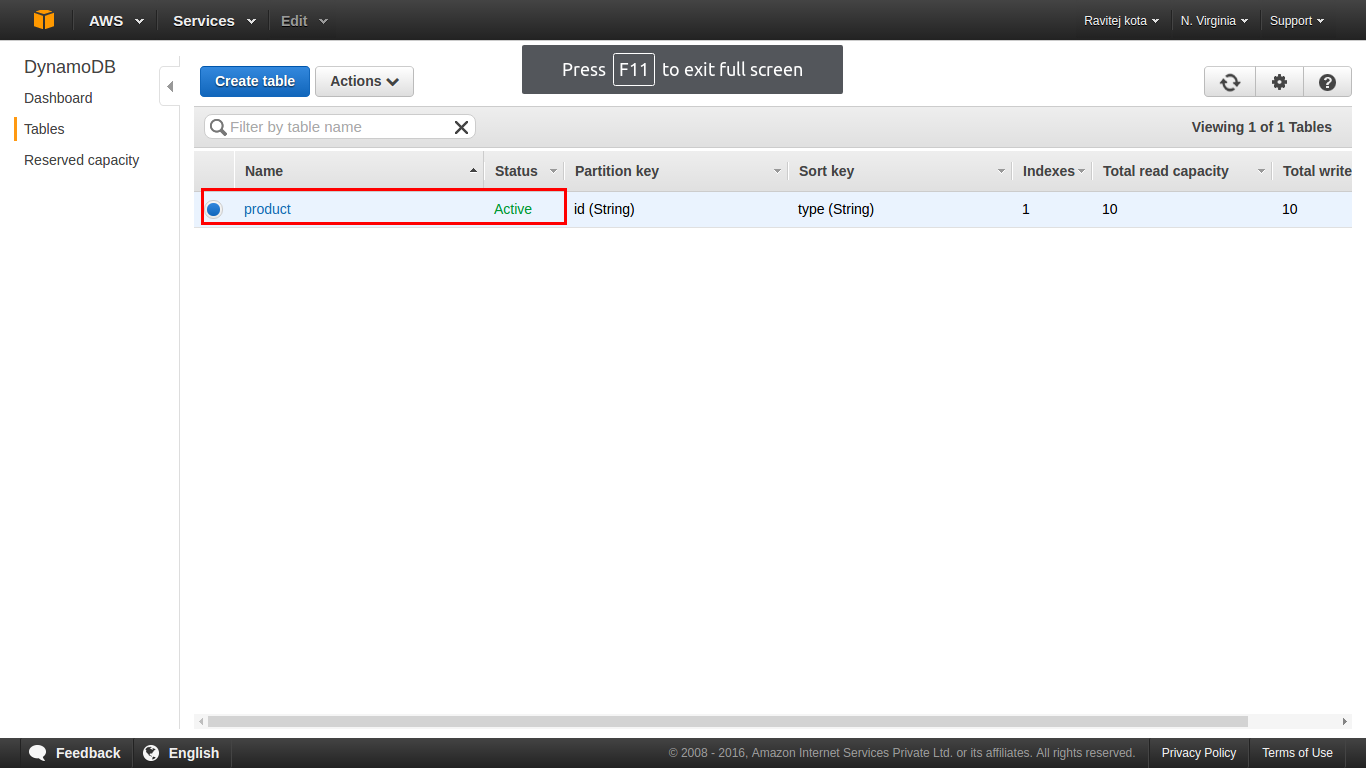 AWS Services Edit Ravitej kota N. Virginia Support
DynamoDB
Dashboard
Tables
Reserved capacity
Press F11 to exit full screen
Create table Actions
Filter by table name Viewing 1 of 1 Tables
Name Status Partition key Sort key Indexes Total read capacity Total write
product Active id (String) type (String) 1 10 10
Feedback English © 2008 - 2016, Amazon Internet Services Private Ltd. or its affiliates. All rights reserved. Privacy Policy Terms of Use